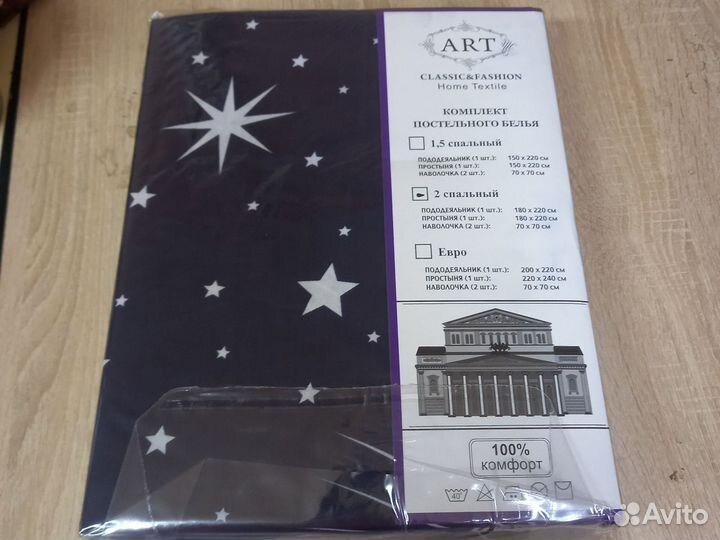 ART
CLASSIC&FASHION
Home Textile
КОМПЛЕКТ
ПОСТЕЛЬНОГО БЕЛЬЯ
1,5 спальный
ПОДОДЕЯЛЬНИК (1 шт.): 150 x 220 см
ПРОСТЫНЯ (1 шт.): 150 x 220 см
НАВОЛОЧКА (2 шт.): 70 x 70 см
2 спальный
ПОДОДЕЯЛЬНИК (1 шт.): 180 x 220 см
ПРОСТЫНЯ (1 шт.): 180 x 220 см
НАВОЛОЧКА (2 шт.): 70 x 70 см
Евро
ПОДОДЕЯЛЬНИК (1 шт.): 200 x 220 см
ПРОСТЫНЯ (1 шт.): 220 x 240 см
НАВОЛОЧКА (2 шт.): 70 x 70 см
100%
комфорт
40°
Avito